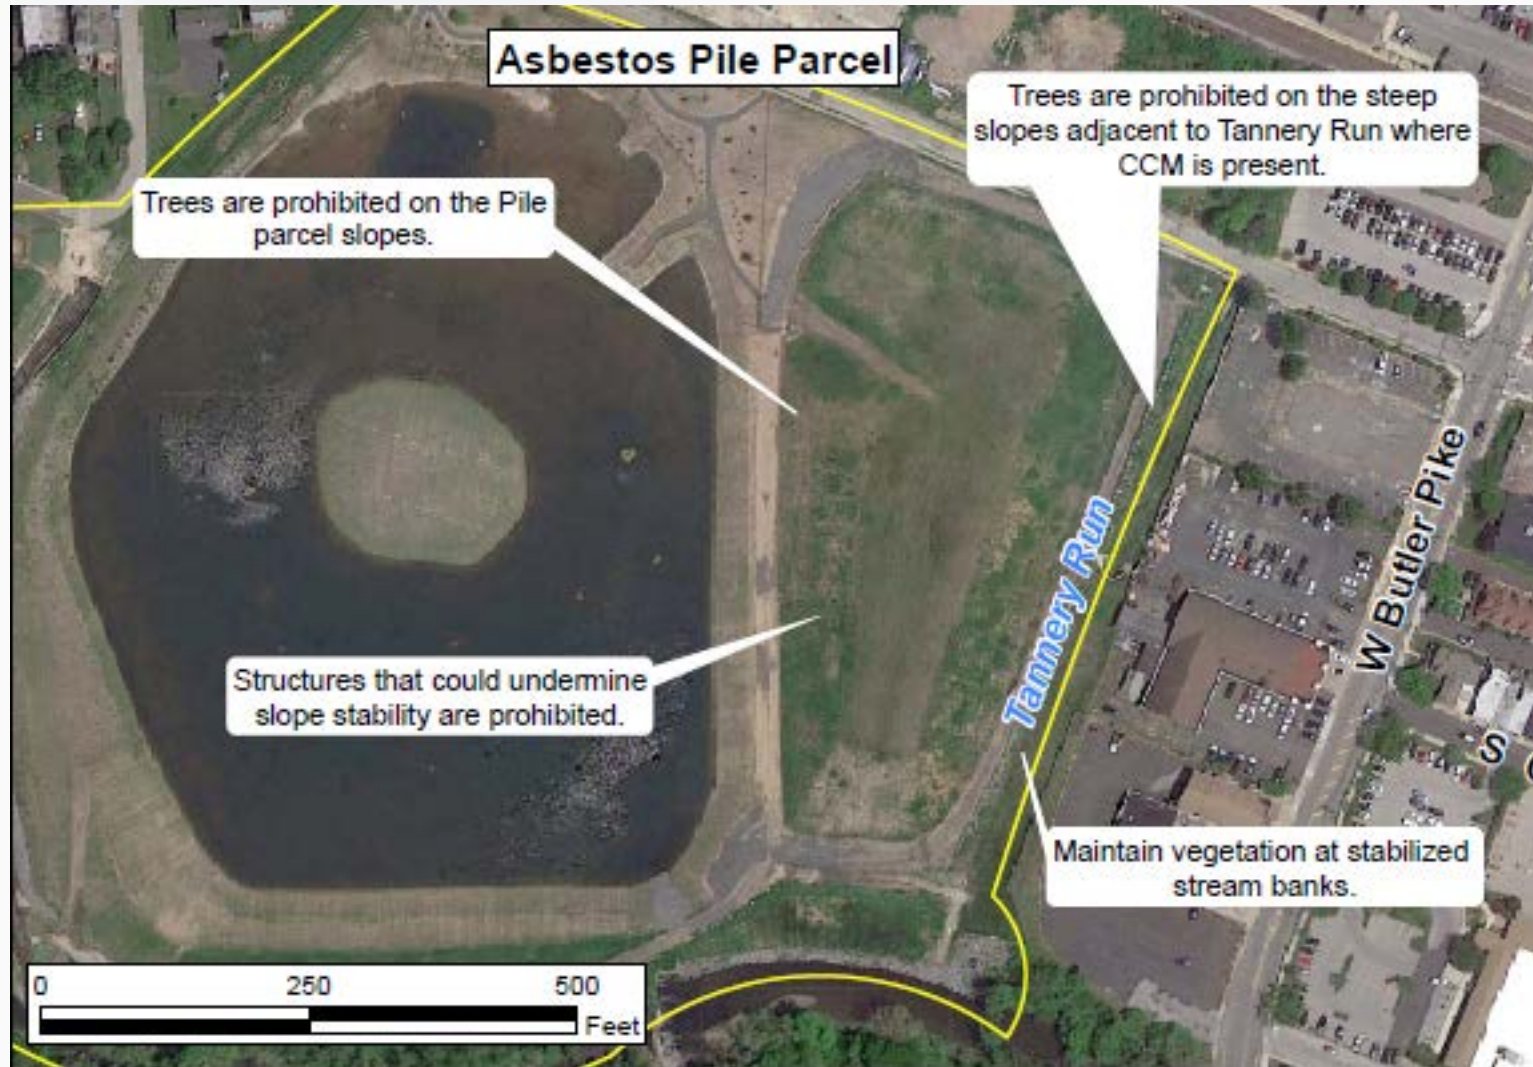 Asbestos Pile Parcel
Trees are prohibited on the steep
slopes adjacent to Tannery Run where
CCM is present.
Trees are prohibited on the Pile
parcel slopes.
Tannery Run
W Butler Pike
Structures that could undermine
slope stability are prohibited.
S
Maintain vegetation at stabilized
stream banks.
0 250 500
Feet